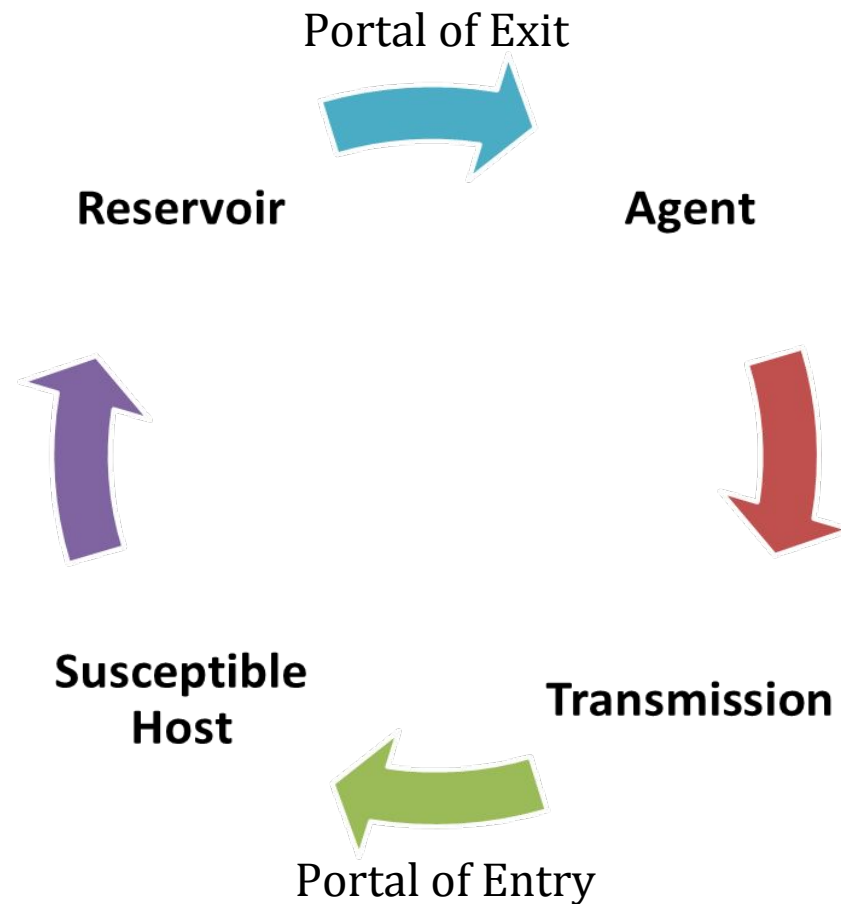 Portal of Exit
Reservoir
Agent
Susceptible
Host
Transmission
Portal of Entry